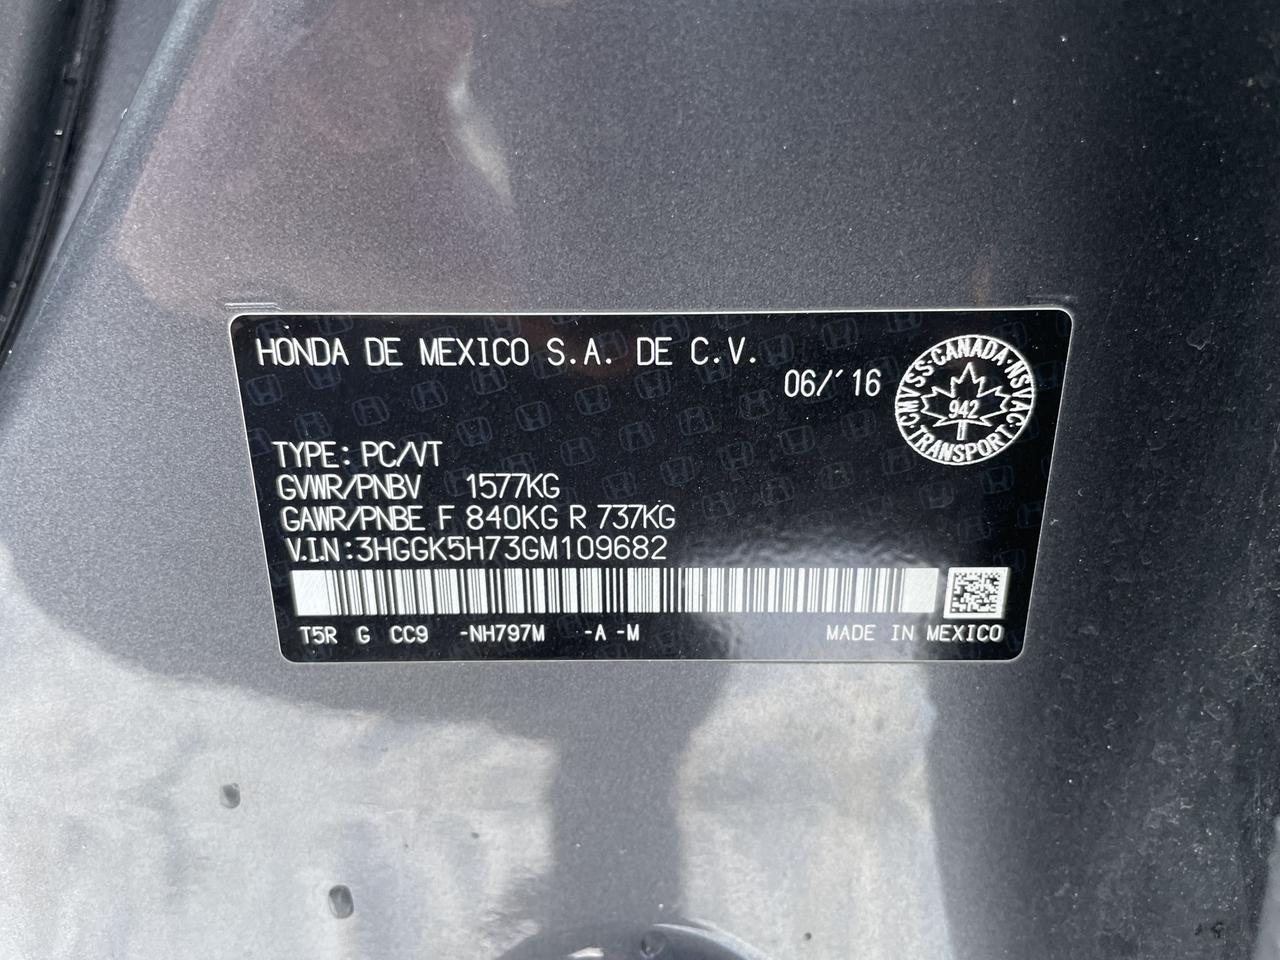 HONDA DE MEXICO S.A. DE C.V.
06/'16
CMVSS·CANADA·NSVAC·TRANSPORT·
942
TYPE: PC/VT
GVWR/PNBV 1577KG
GAWR/PNBE F 840KG R 737KG
V.I.N:3HGGK5H73GM109682
T5R G CC9 -NH797M -A -M
MADE IN MEXICO